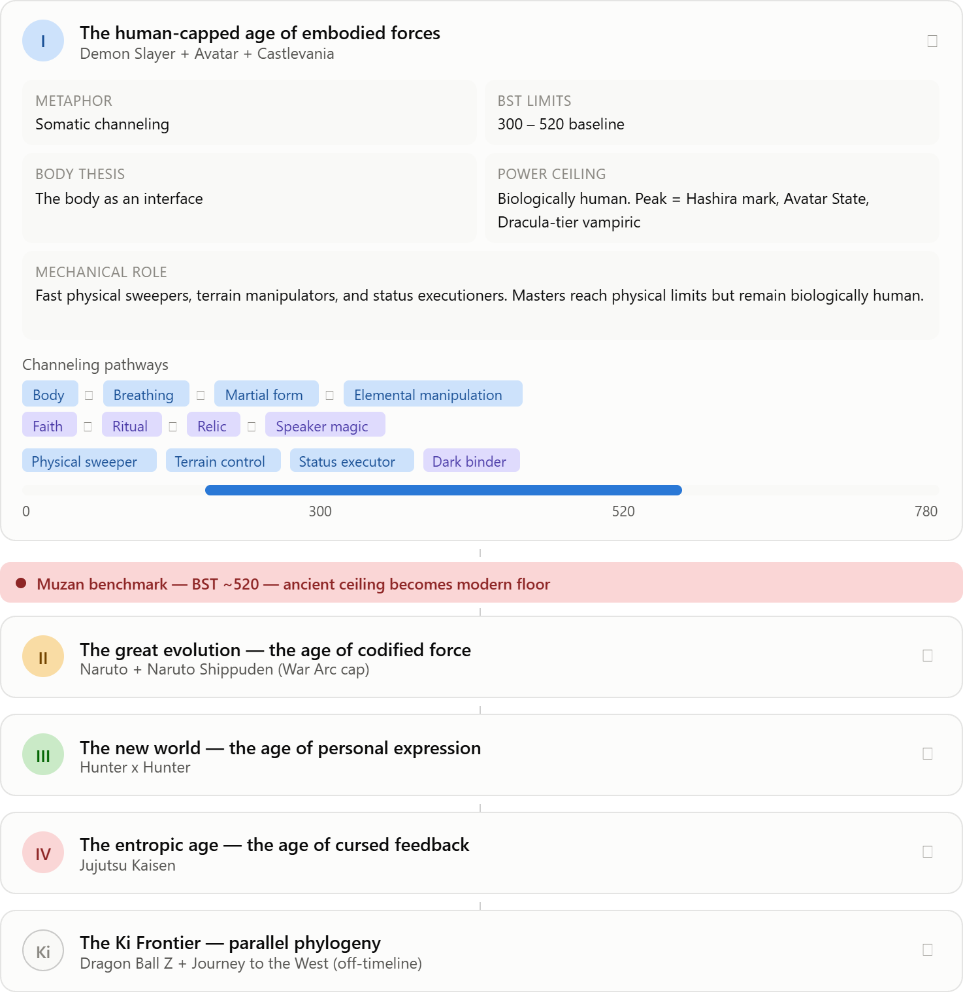 I
The human-capped age of embodied forces
Demon Slayer + Avatar + Castlevania
METAPHOR
Somatic channeling
BST LIMITS
300 – 520 baseline
BODY THESIS
The body as an interface
POWER CEILING
Biologically human. Peak = Hashira mark, Avatar State,
Dracula-tier vampiric
MECHANICAL ROLE
Fast physical sweepers, terrain manipulators, and status executioners. Masters reach physical limits but remain biologically human.
Channeling pathways
Body Breathing Martial form Elemental manipulation
Faith Ritual Relic Speaker magic
Physical sweeper Terrain control Status executor Dark binder
0 300 520 780
Muzan benchmark — BST ~520 — ancient ceiling becomes modern floor
II
The great evolution — the age of codified force
Naruto + Naruto Shippuden (War Arc cap)
III
The new world — the age of personal expression
Hunter x Hunter
IV
The entropic age — the age of cursed feedback
Jujutsu Kaisen
Ki
The Ki Frontier — parallel phylogeny
Dragon Ball Z + Journey to the West (off-timeline)